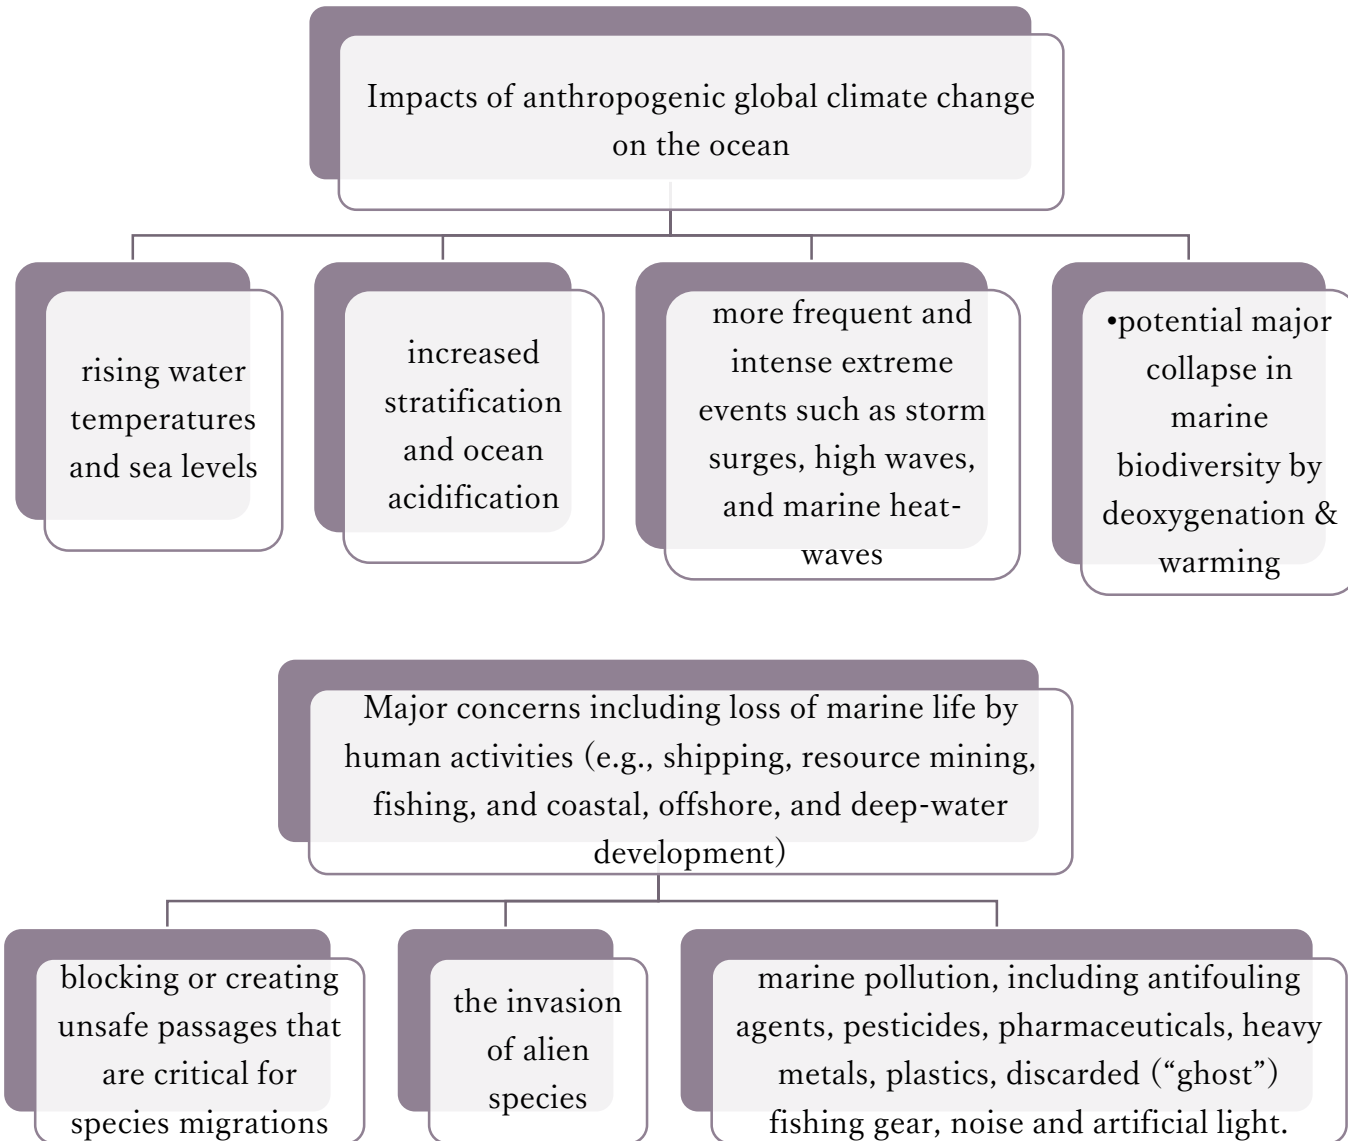 Impacts of anthropogenic global climate change
on the ocean
rising water
temperatures
and sea levels
increased
stratification
and ocean
acidification
more frequent and
intense extreme
events such as storm
surges, high waves,
and marine heat-
waves
•potential major
collapse in
marine
biodiversity by
deoxygenation &
warming
Major concerns including loss of marine life by
human activities (e.g., shipping, resource mining,
fishing, and coastal, offshore, and deep-water
development)
blocking or creating
unsafe passages that
are critical for
species migrations
the invasion
of alien
species
marine pollution, including antifouling
agents, pesticides, pharmaceuticals, heavy
metals, plastics, discarded (“ghost”)
fishing gear, noise and artificial light.